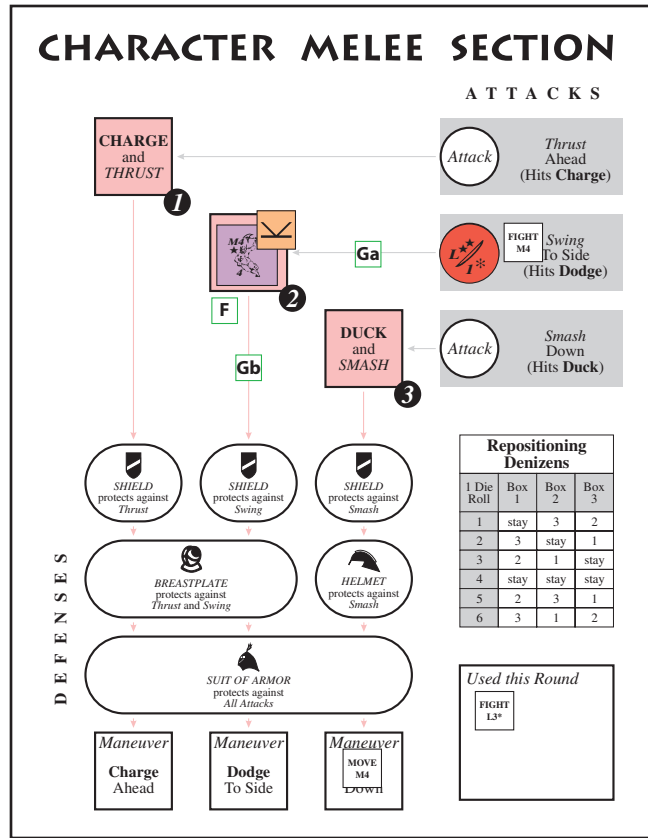 CHARACTER MELEE SECTION
ATTACKS
CHARGE
and
THRUST
1
Attack
Thrust
Ahead
(Hits Charge)
M4
4
2
Ga
L
1*
FIGHT
M4
Swing
To Side
(Hits Dodge)
F
Gb
DUCK
and
SMASH
3
Attack
Smash
Down
(Hits Duck)
SHIELD
protects against
Thrust
SHIELD
protects against
Swing
SHIELD
protects against
Smash
BREASTPLATE
protects against
Thrust and Swing
HELMET
protects against
Smash
SUIT OF ARMOR
protects against
All Attacks
DEFENSES
Maneuver
Charge
Ahead
Maneuver
Dodge
To Side
Maneuver
MOVE
M4
Down
Repositioning
Denizens
1 Die Roll Box 1 Box 2 Box 3
1 stay 3 2
2 3 stay 1
3 2 1 stay
4 stay stay stay
5 2 3 1
6 3 1 2
Used this Round
FIGHT
L3*